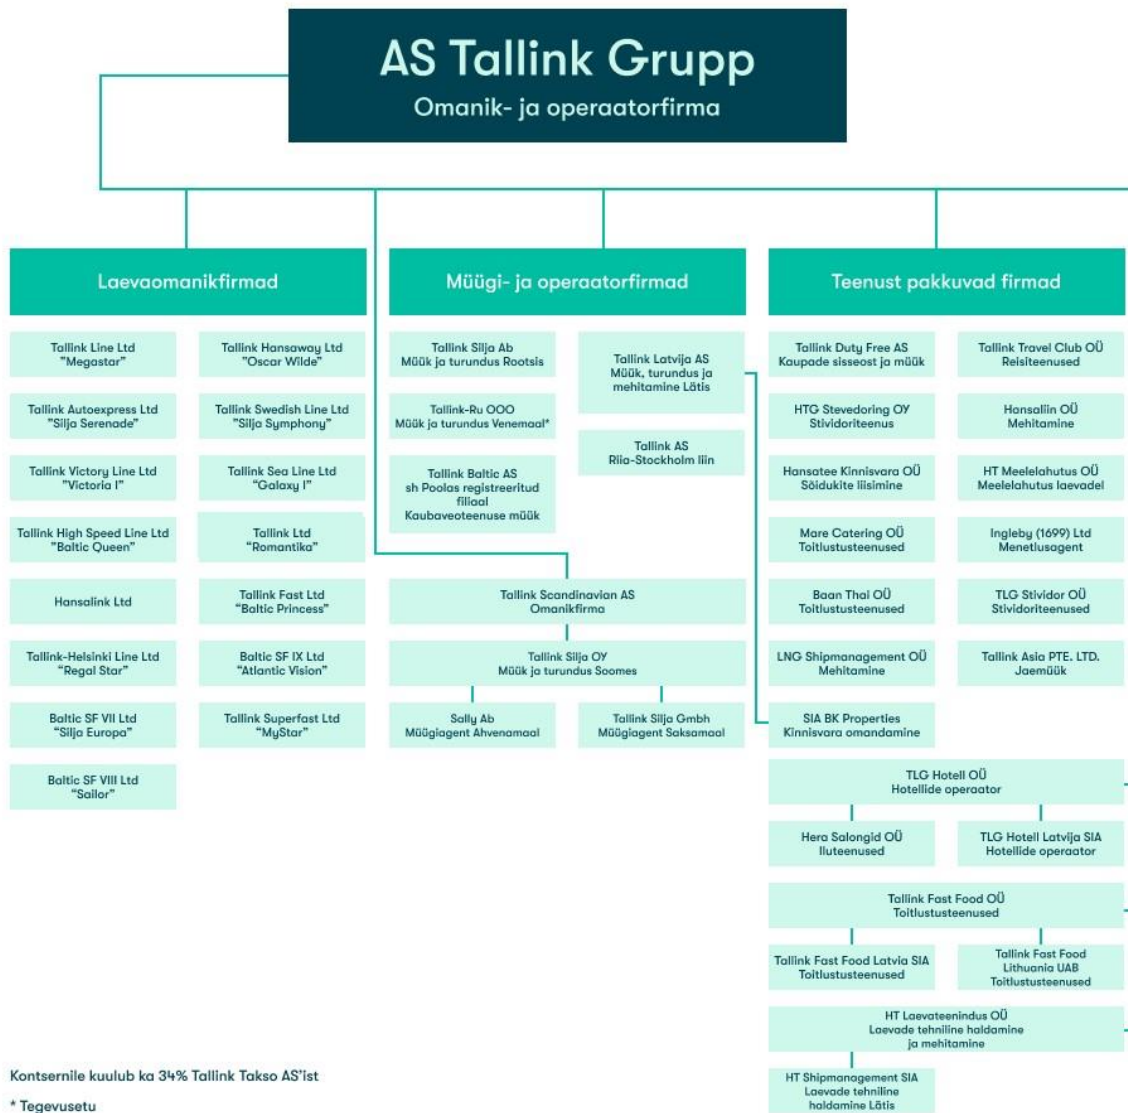 AS Tallink Grupp
Omanik- ja operaatorfirma
Laevaomanikfirmad
Tallink Line Ltd
"Megastar"
Tallink Hansaway Ltd
"Oscar Wilde"
Tallink Autoexpress Ltd
"Silja Serenade"
Tallink Swedish Line Ltd
"Silja Symphony"
Tallink Victory Line Ltd
"Victoria I"
Tallink Sea Line Ltd
"Galaxy I"
Tallink High Speed Line Ltd
"Baltic Queen"
Tallink Ltd
“Romantika”
Hansalink Ltd
Tallink Fast Ltd
“Baltic Princess”
Tallink-Helsinki Line Ltd
“Regal Star”
Baltic SF IX Ltd
“Atlantic Vision”
Baltic SF VII Ltd
“Silja Europa”
Tallink Superfast Ltd
“MyStar”
Baltic SF VIII Ltd
“Sailor”
Müügi- ja operaatorfirmad
Tallink Silja Ab
Müük ja turundus Rootsis
Tallink Latvija AS
Müük, turundus ja
mehitamine Lätis
Tallink-Ru OOO
Müük ja turundus Venemaal*
Tallink AS
Riia-Stockholm liin
Tallink Baltic AS
sh Poolas registreeritud
filiaal
Kaubaveoteenuse müük
Tallink Scandinavian AS
Omanikfirma
Tallink Silja OY
Müük ja turundus Soomes
Sally Ab
Müügiagent Ahvenamaal
Tallink Silja Gmbh
Müügiagent Saksamaal
Teenust pakkuvad firmad
Tallink Duty Free AS
Kaupade sisseost ja müük
Tallink Travel Club OÜ
Reisiteenused
HTG Stevedoring OY
Stividoriteenus
Hansaliin OÜ
Mehitamine
Hansatee Kinnisvara OÜ
Sõidukite liisimine
HT Meelelahutus OÜ
Meelelahutus laevadel
Mare Catering OÜ
Toitlustusteenused
Ingleby (1699) Ltd
Menetlusagent
Baan Thai OÜ
Toitlustusteenused
TLG Stividor OÜ
Stividoriteenused
LNG Shipmanagement OÜ
Mehitamine
Tallink Asia PTE. LTD.
Jaemüük
SIA BK Properties
Kinnisvara omandamine
TLG Hotell OÜ
Hotellide operaator
Hera Salongid OÜ
Iluteenused
TLG Hotell Latvija SIA
Hotellide operaator
Tallink Fast Food OÜ
Toitlustusteenused
Tallink Fast Food Latvia SIA
Toitlustusteenused
Tallink Fast Food
Lithuania UAB
Toitlustusteenused
HT Laevateenindus OÜ
Laevade tehniline haldamine
ja mehitamine
HT Shipmanagement SIA
Laevade tehniline
haldamine Lätis
Kontsernile kuulub ka 34% Tallink Takso AS'ist
* Tegevusetu